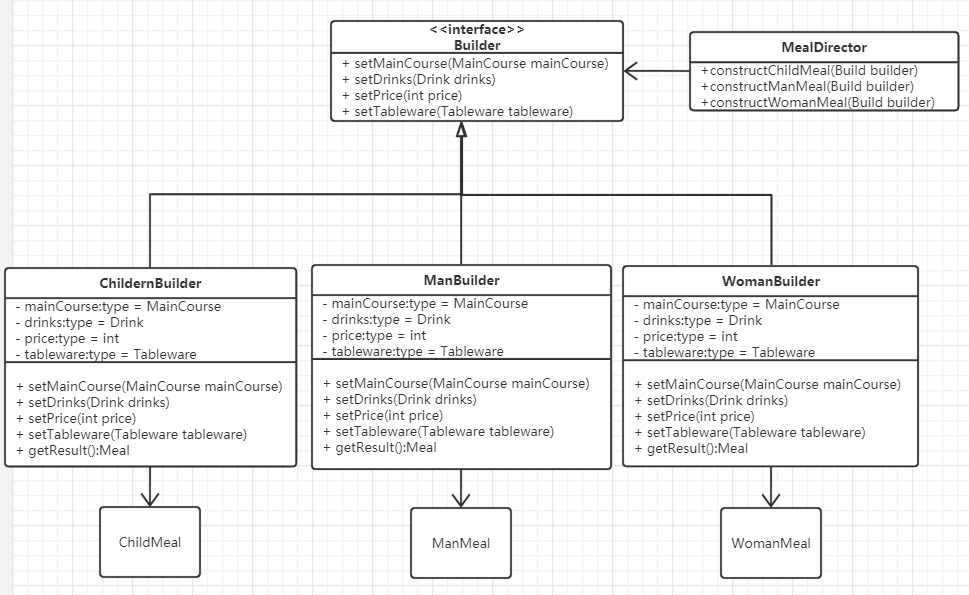 <<interface>>
Builder
+ setMainCourse(MainCourse mainCourse)
+ setDrinks(Drink drinks)
+ setPrice(int price)
+ setTableware(Tableware tableware)
MealDirector
+constructChildMeal(Build builder)
+constructManMeal(Build builder)
+constructWomanMeal(Build builder)
ChildernBuilder
- mainCourse:type = MainCourse
- drinks:type = Drink
- price:type = int
- tableware:type = Tableware
+ setMainCourse(MainCourse mainCourse)
+ setDrinks(Drink drinks)
+ setPrice(int price)
+ setTableware(Tableware tableware)
+ getResult():Meal
ManBuilder
- mainCourse:type = MainCourse
- drinks:type = Drink
- price:type = int
- tableware:type = Tableware
+ setMainCourse(MainCourse mainCourse)
+ setDrinks(Drink drinks)
+ setPrice(int price)
+ setTableware(Tableware tableware)
+ getResult():Meal
WomanBuilder
- mainCourse:type = MainCourse
- drinks:type = Drink
- price:type = int
- tableware:type = Tableware
+ setMainCourse(MainCourse mainCourse)
+ setDrinks(Drink drinks)
+ setPrice(int price)
+ setTableware(Tableware tableware)
+ getResult():Meal
ChildMeal
ManMeal
WomanMeal